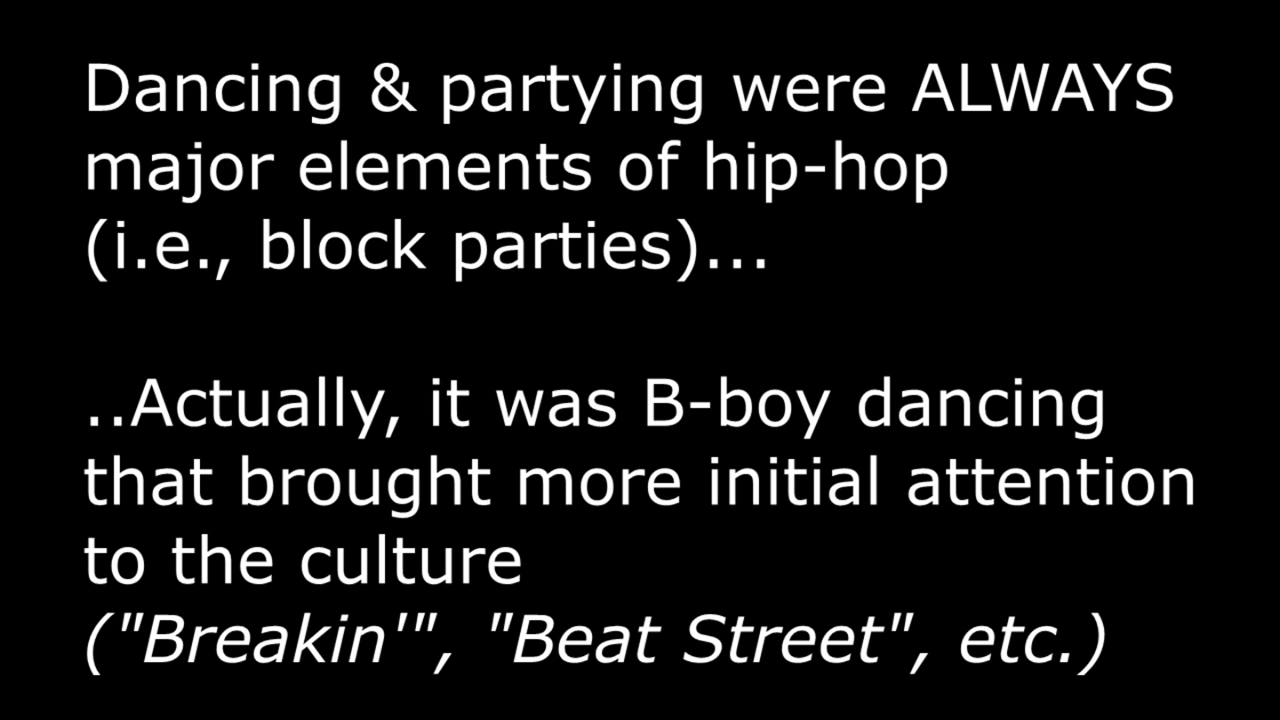 Dancing & partying were ALWAYS
major elements of hip-hop
(i.e., block parties)...
..Actually, it was B-boy dancing
that brought more initial attention
to the culture
("Breakin'", "Beat Street", etc.)